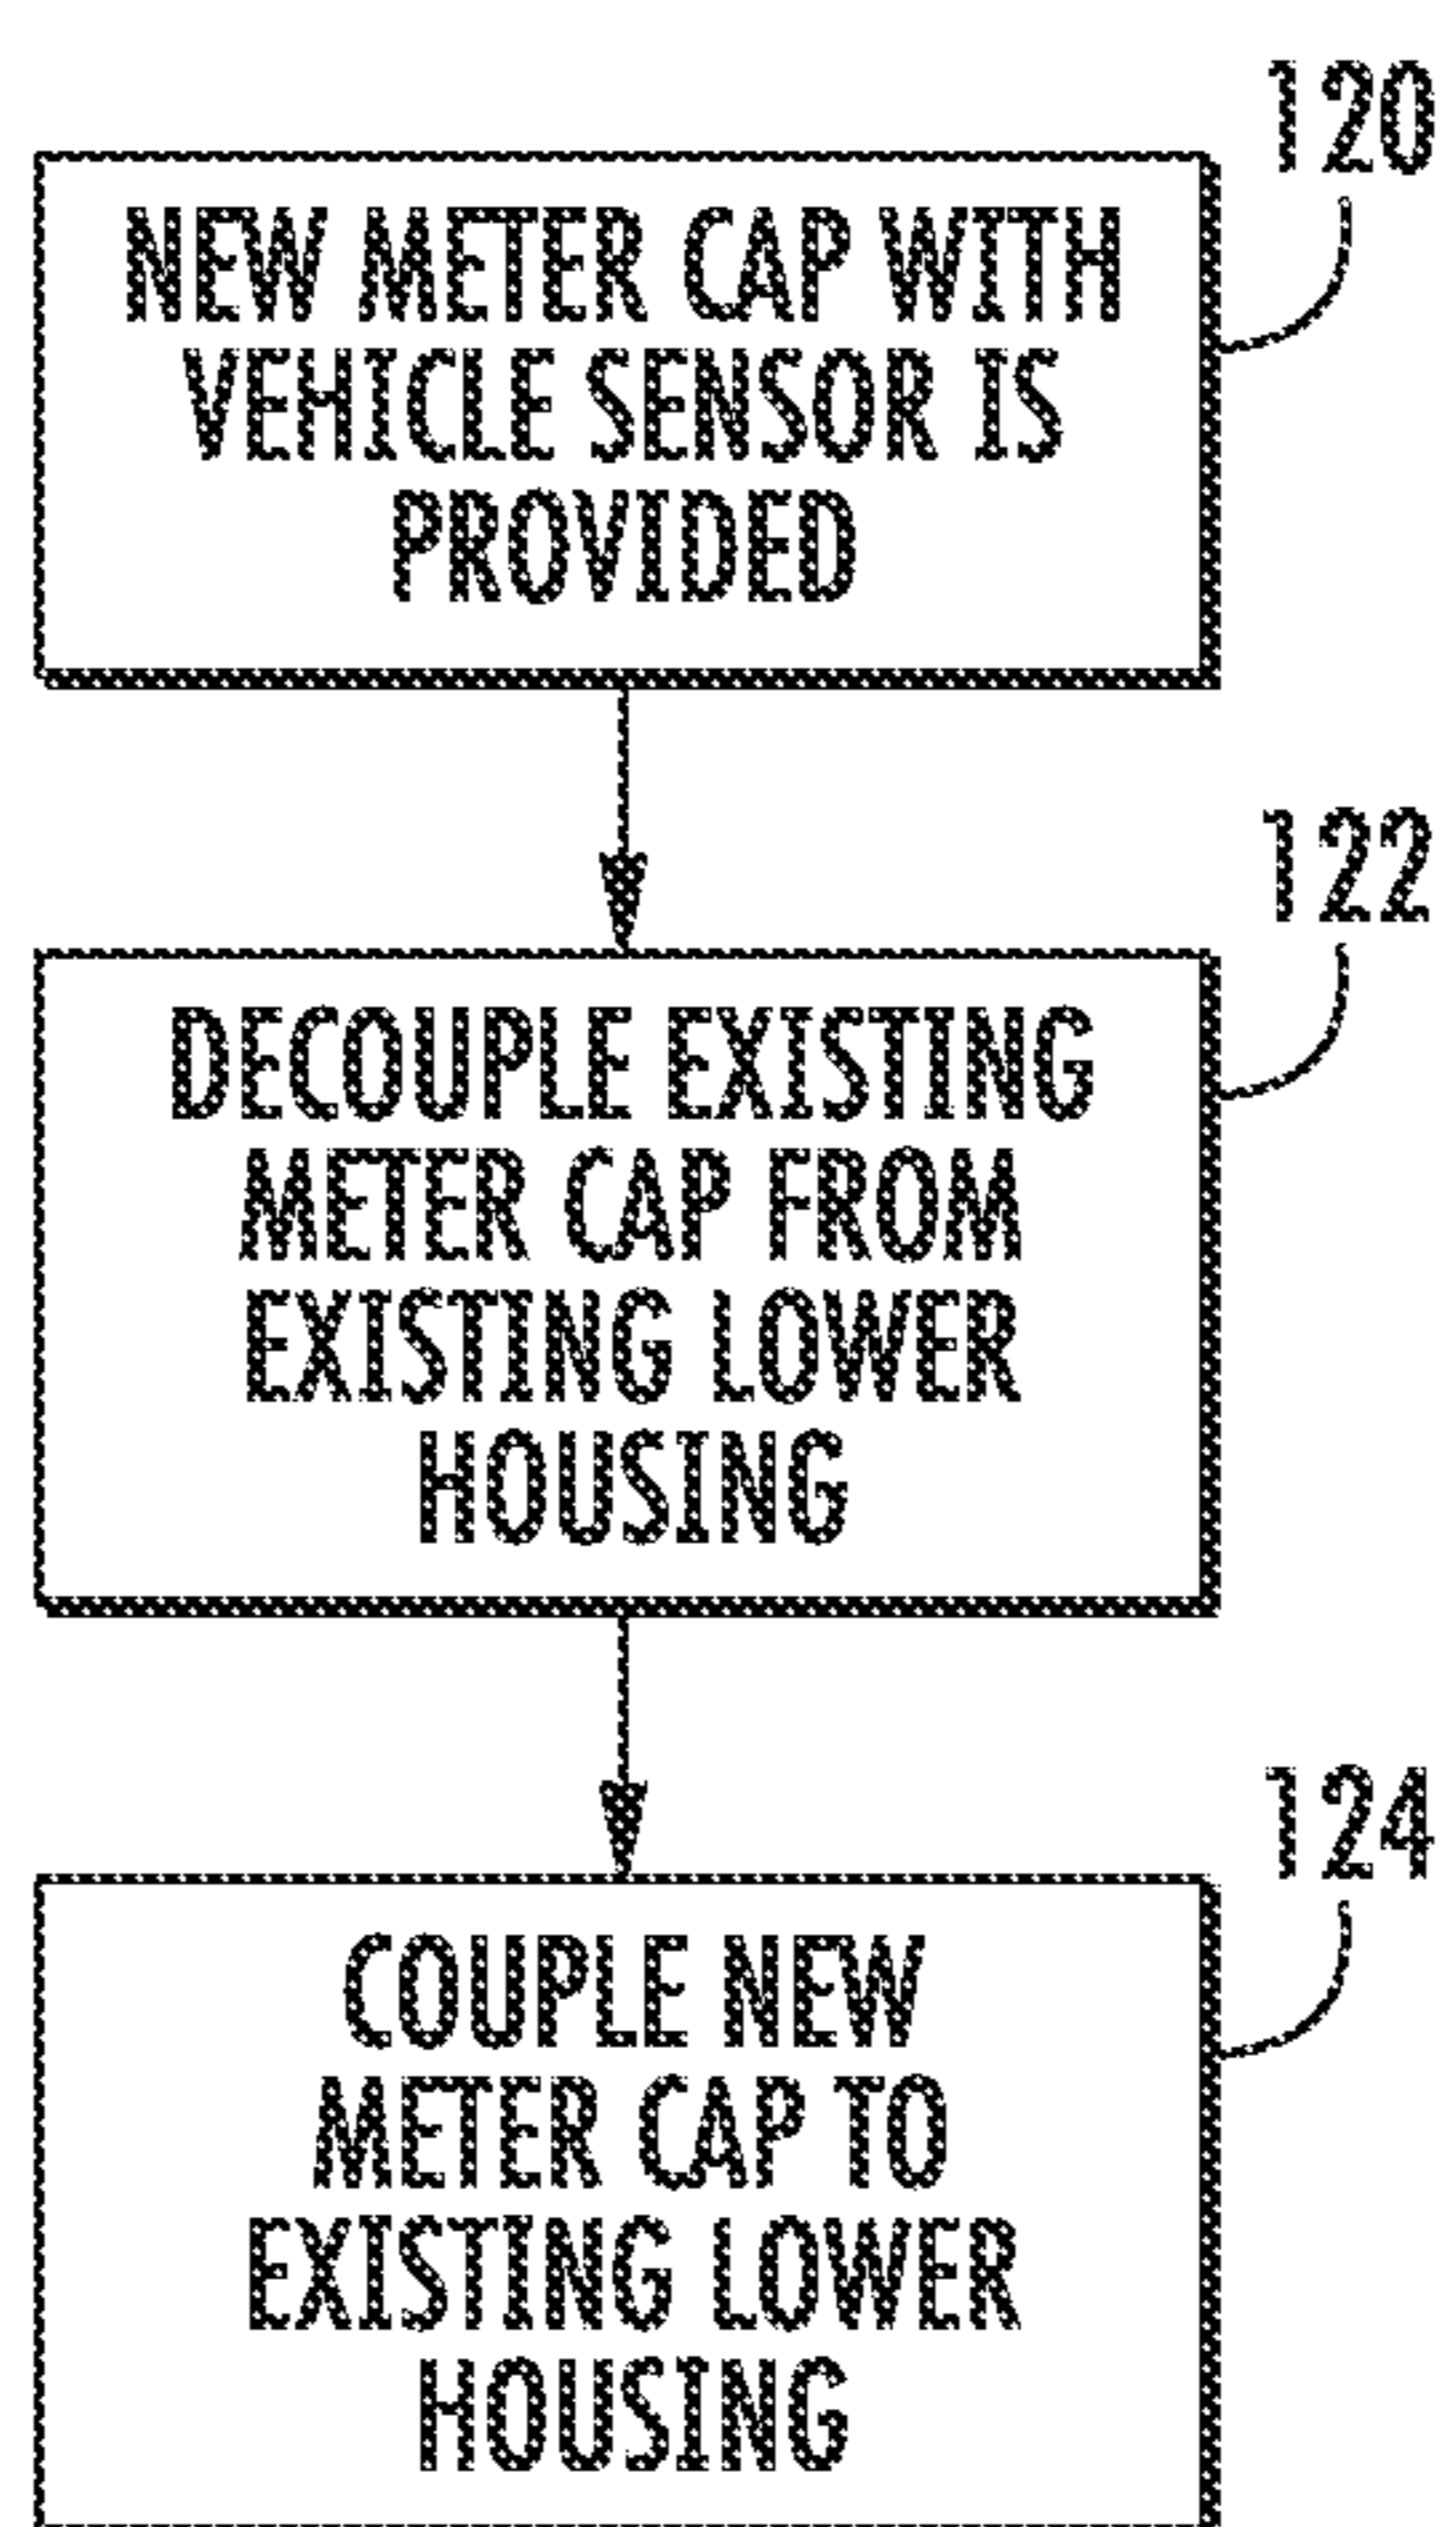 120
NEW METER CAP WITH
VEHICLE SENSOR IS
PROVIDED
122
DECOUPLE EXISTING
METER CAP FROM
EXISTING LOWER
HOUSING
124
COUPLE NEW
METER CAP TO
EXISTING LOWER
HOUSING